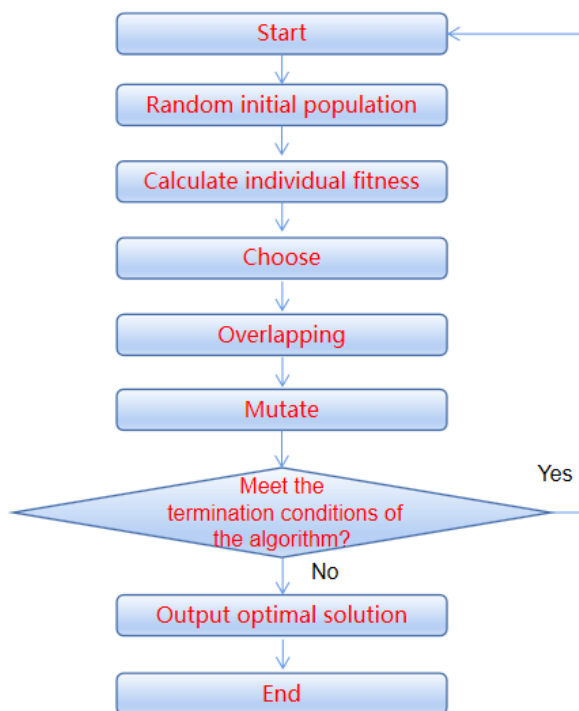 Start
Random initial population
Calculate individual fitness
Choose
Overlapping
Mutate
Yes
Meet the
termination conditions of
the algorithm?
No
Output optimal solution
End